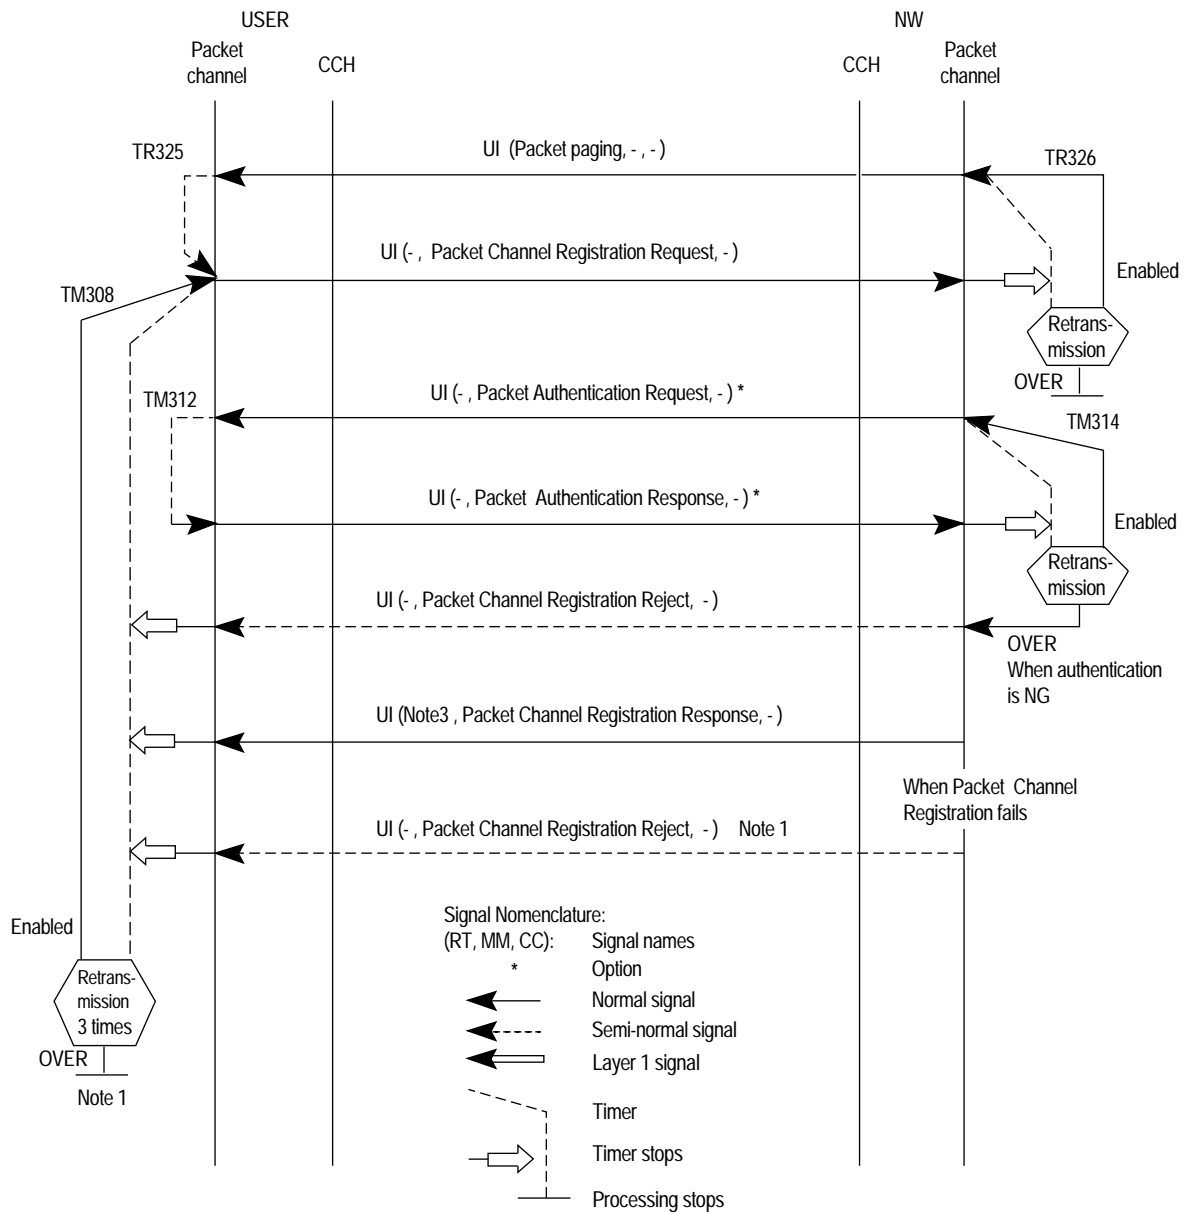 USER
NW
Packet
channel
CCH
CCH
Packet
channel
TR325
UI (Packet paging, - , - )
TR326
UI (- , Packet Channel Registration Request, - )
Enabled
TM308
Retrans-
mission
OVER
TM312
UI (- , Packet Authentication Request, - ) *
TM314
UI (- , Packet Authentication Response, - ) *
Enabled
Retrans-
mission
UI (- , Packet Channel Registration Reject, - )
OVER
When authentication
is NG
UI (Note3 , Packet Channel Registration Response, - )
When Packet Channel
Registration fails
UI (- , Packet Channel Registration Reject, - ) Note 1
Enabled
Retrans-
mission
3 times
OVER
Note 1
Signal Nomenclature:
(RT, MM, CC): Signal names
* Option
Normal signal
Semi-normal signal
Layer 1 signal
Timer
Timer stops
Processing stops